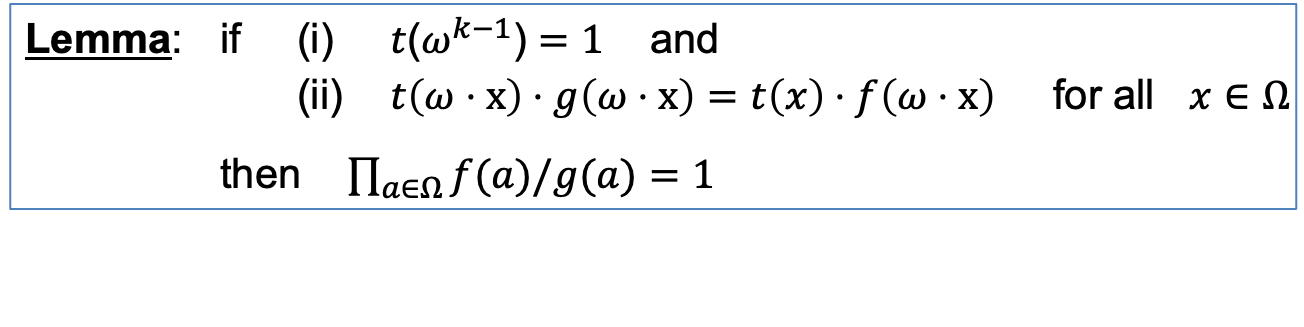 Lemma: if (i) t(ω^{k−1}) = 1 and
(ii) t(ω · x) · g(ω · x) = t(x) · f(ω · x) for all x ∈ Ω
then ∏_{a∈Ω} f(a)/g(a) = 1